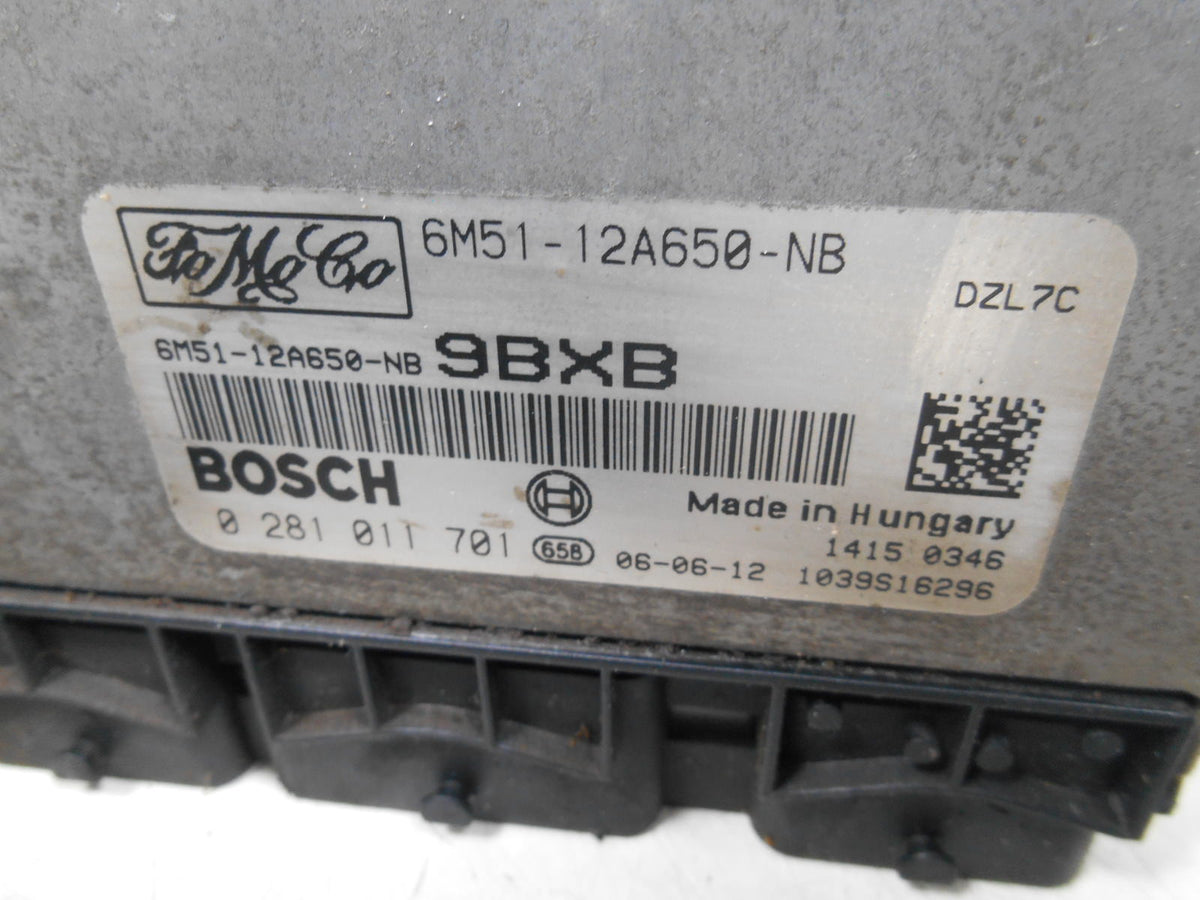 FoMoCo 6M51-12A650-NB
DZL7C
6M51-12A650-NB 9BXB
BOSCH
Made in Hungary
0 281 011 701 65B 06-06-12
1415 0346
1039S16296